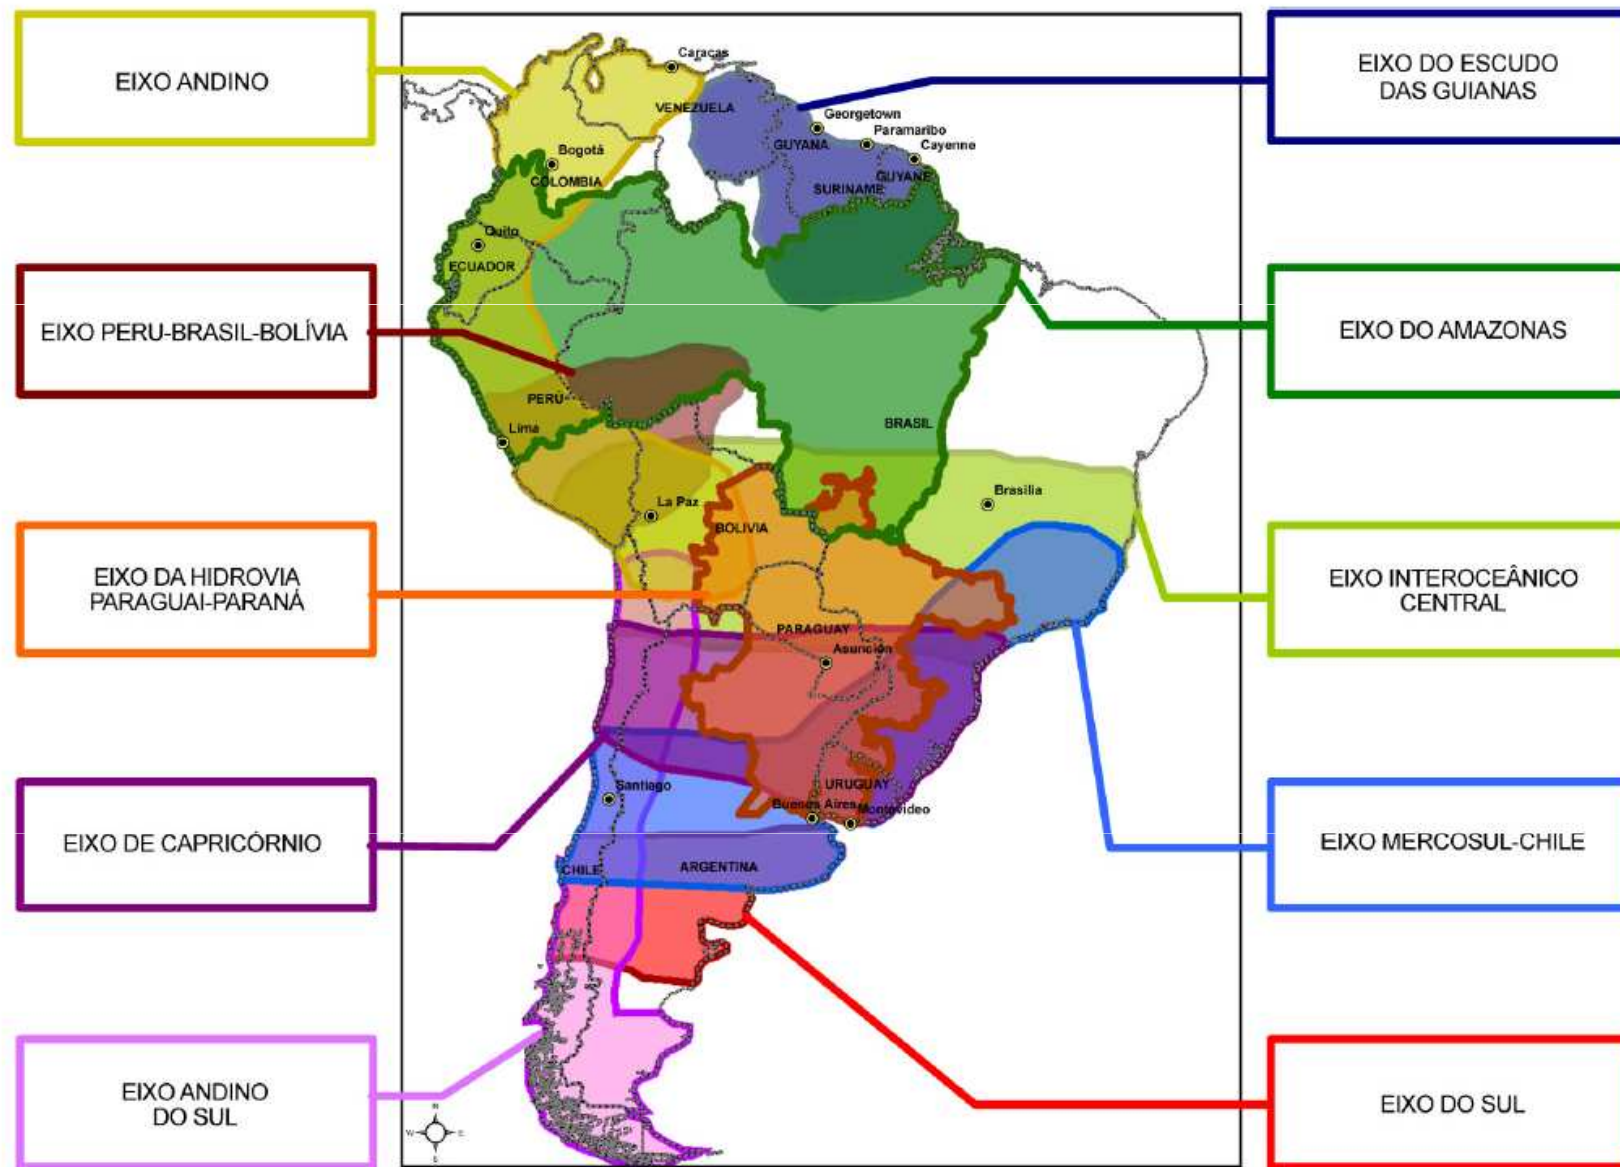 EIXO ANDINO
EIXO PERU-BRASIL-BOLÍVIA
EIXO DA HIDROVIA
PARAGUAI-PARANÁ
EIXO DE CAPRICÓRNIO
EIXO ANDINO
DO SUL
Caracas
VENEZUELA
Georgetown
Paramaribo
GUYANA
Cayenne
Bogotá
COLOMBIA
GUYANE
SURINAME
Quito
ECUADOR
PERÚ
BRASIL
Lima
Brasilia
La Paz
BOLIVIA
PARAGUAY
Asunción
Santiago
URUGUAY
Buenos Aires
Montevideo
CHILE
ARGENTINA
N
W
E
S
EIXO DO ESCUDO
DAS GUIANAS
EIXO DO AMAZONAS
EIXO INTEROCEÂNICO
CENTRAL
EIXO MERCOSUL-CHILE
EIXO DO SUL